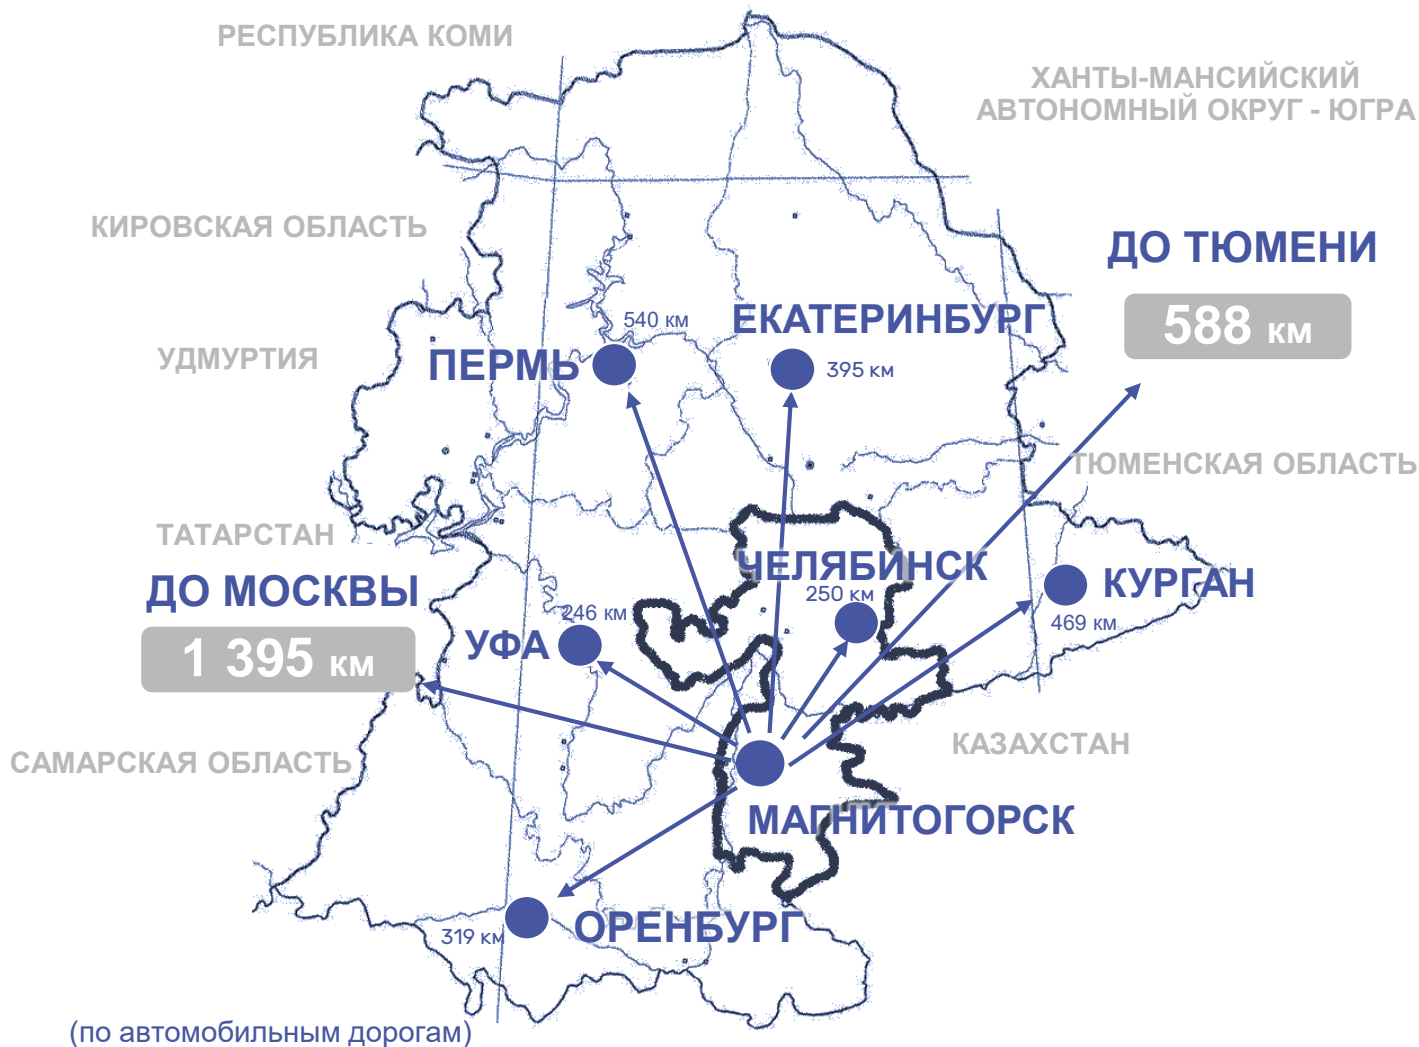 РЕСПУБЛИКА КОМИ
ХАНТЫ-МАНСИЙСКИЙ
АВТОНОМНЫЙ ОКРУГ - ЮГРА
КИРОВСКАЯ ОБЛАСТЬ
ДО ТЮМЕНИ
588 км
540 км
ЕКАТЕРИНБУРГ
УДМУРТИЯ
ПЕРМЬ
395 км
ТЮМЕНСКАЯ ОБЛАСТЬ
ТАТАРСТАН
ЧЕЛЯБИНСК
250 км
ДО МОСКВЫ
1 395 км
КУРГАН
469 км
246 км
УФА
КАЗАХСТАН
САМАРСКАЯ ОБЛАСТЬ
МАГНИТОГОРСК
ОРЕНБУРГ
319 км
(по автомобильным дорогам)